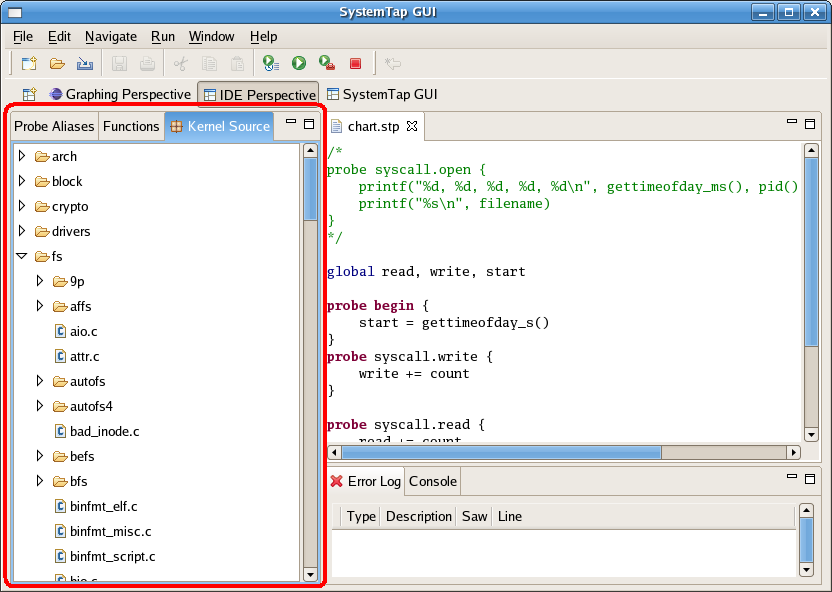 SystemTap GUI
File Edit Navigate Run Window Help
Graphing Perspective IDE Perspective SystemTap GUI
Probe Aliases Functions Kernel Source
arch
block
crypto
drivers
fs
9p
affs
aio.c
attr.c
autofs
autofs4
bad_inode.c
befs
bfs
binfmt_elf.c
binfmt_misc.c
binfmt_script.c
bio.c
chart.stp
/*
probe syscall.open {
printf("%d, %d, %d, %d, %d\n", gettimeofday_ms(), pid()
printf("%s\n", filename)
}
*/
global read, write, start
probe begin {
start = gettimeofday_s()
}
probe syscall.write {
write += count
}
probe syscall.read {
read += count
Error Log Console
Type Description Saw Line